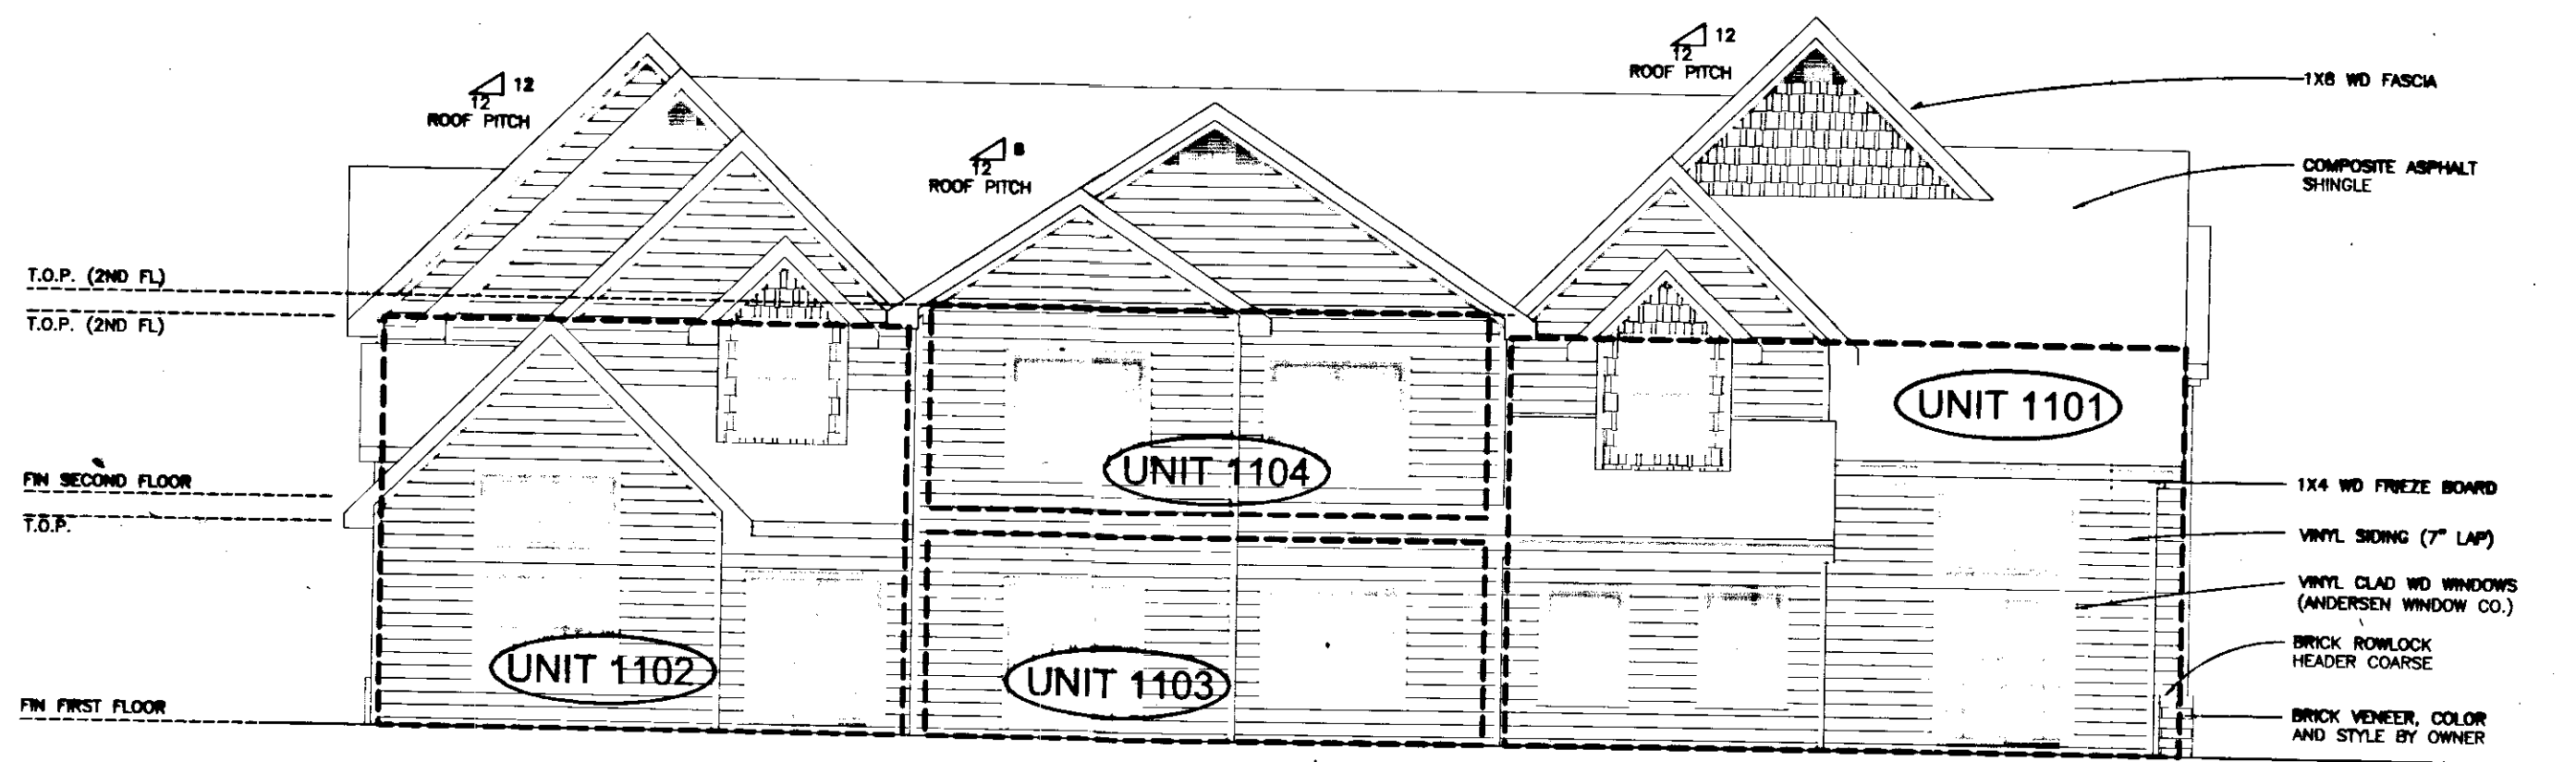 12
12
ROOF PITCH
8
12
ROOF PITCH
12
12
ROOF PITCH
1X6 WD FASCIA
COMPOSITE ASPHALT
SHINGLE
T.O.P. (2ND FL)
T.O.P. (2ND FL)
UNIT 1101
UNIT 1104
FIN SECOND FLOOR
T.O.P.
1X4 WD FRIEZE BOARD
VINYL SIDING (7" LAP)
VINYL CLAD WD WINDOWS
(ANDERSEN WINDOW CO.)
BRICK ROWLOCK
HEADER COARSE
UNIT 1102
UNIT 1103
FIN FIRST FLOOR
BRICK VENEER, COLOR
AND STYLE BY OWNER